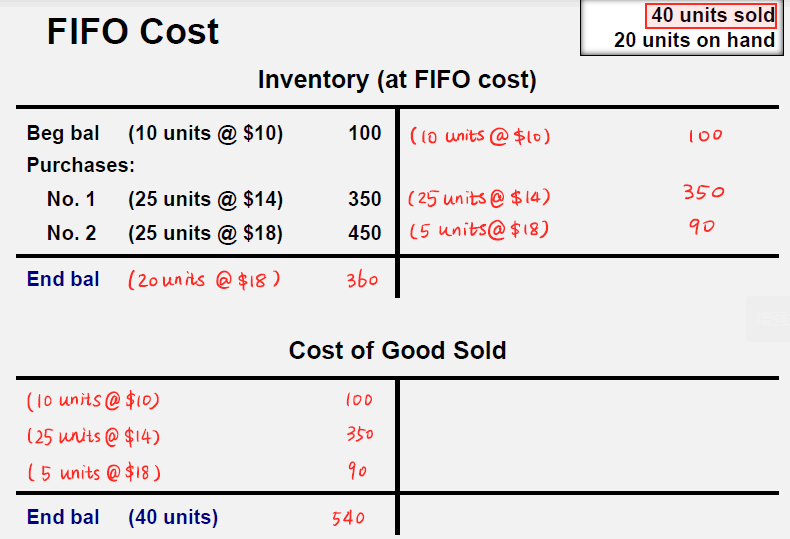 FIFO Cost
40 units sold
20 units on hand
Inventory (at FIFO cost)
Beg bal (10 units @ $10) 100 (10 units @ $10) 100
Purchases:
No. 1 (25 units @ $14) 350 (25 units @ $14) 350
No. 2 (25 units @ $18) 450 (5 units @ $18) 90
End bal (20 units @ $18) 360
Cost of Good Sold
(10 units @ $10) 100
(25 units @ $14) 350
(5 units @ $18) 90
End bal (40 units) 540